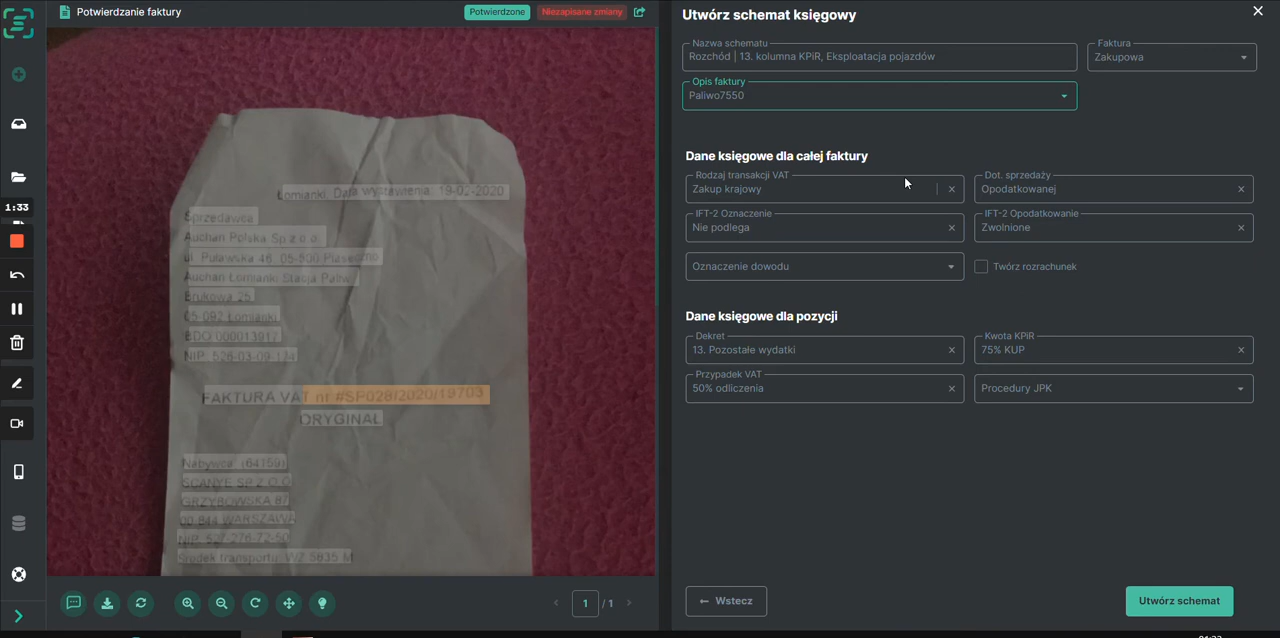 Potwierdzanie faktury
Potwierdzone
Niezapisane zmiany
1:33
Łomianki, Data wystawienia 19-02-2020
Sprzedawca
Auchan Polska Sp z o o
ul. Puławska 46 05-500 Piaseczno
Auchan Łomianki Stacja Paliw
Brukowa 25
05-092 Łomianki
BDO 000013917
NIP 526-03-09-174
FAKTURA VAT nr #SP028/2020/19703
ORYGINAŁ
Nabywca (64159)
SCANYE SP Z O O
GRZYBOWSKA 87
00-844 WARSZAWA
NIP 527-276-72-50
Środek transportu: WZ 5835 M
1 / 1
Utwórz schemat księgowy
Nazwa schematu
Rozchód | 13. kolumna KPiR, Eksploatacja pojazdów
Faktura
Zakupowa
Opis faktury
Paliwo7550
Dane księgowe dla całej faktury
Rodzaj transakcji VAT
Zakup krajowy
Dot. sprzedaży
Opodatkowanej
IFT-2 Oznaczenie
Nie podlega
IFT-2 Opodatkowanie
Zwolnione
Oznaczenie dowodu
Twórz rozrachunek
Dane księgowe dla pozycji
Dekret
13. Pozostałe wydatki
Kwota KPiR
75% KUP
Przypadek VAT
50% odliczenia
Procedury JPK
← Wstecz
Utwórz schemat